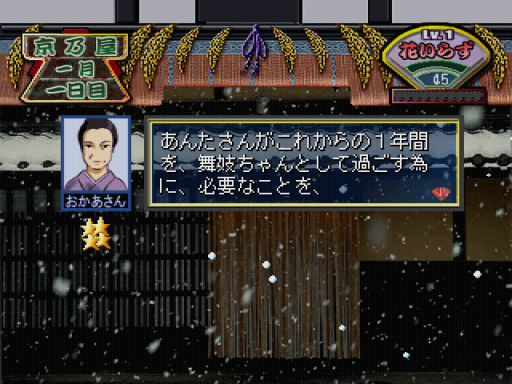 京乃屋
一月
一日目
Lv.1
花いらず
45
あんたさんがこれからの１年間
を、舞妓ちゃんとして過ごす為
に、必要なことを、
おかあさん